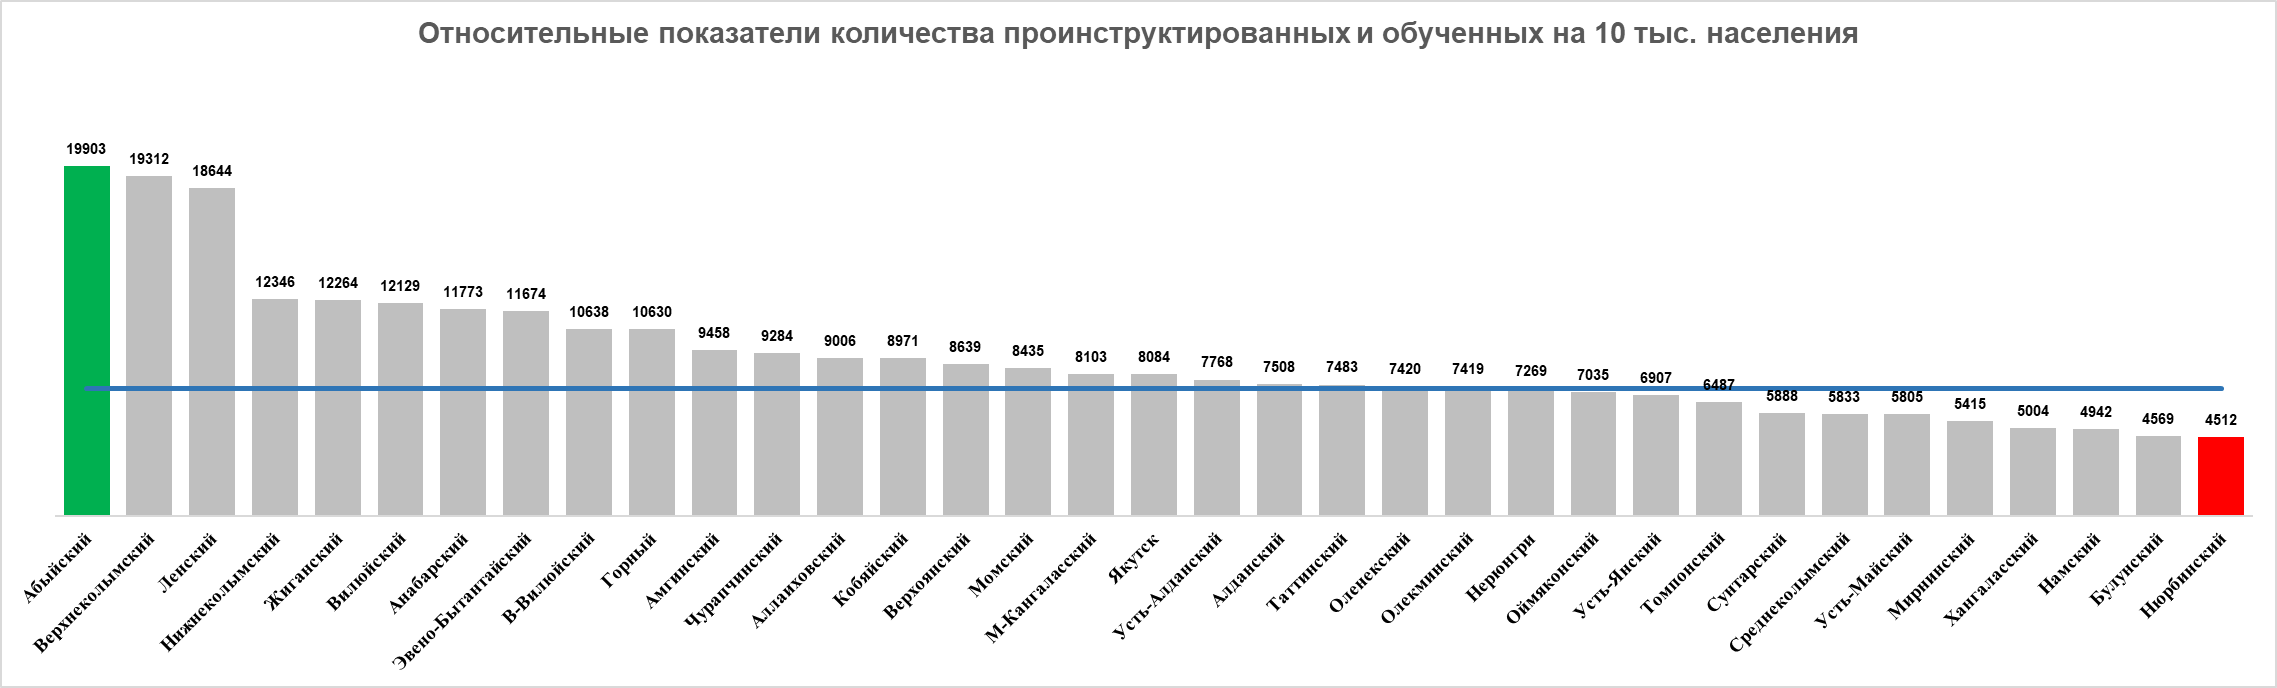 Относительные показатели количества проинструктированных и обученных на 10 тыс. населения
19903
19312
18644
12346
12264
12129
11773
11674
10638
10630
9458
9284
9006
8971
8639
8435
8103
8084
7768
7508
7483
7420
7419
7269
7035
6907
6487
5888
5833
5805
5415
5004
4942
4569
4512
Абыйский
Верхнеколымский
Ленский
Нижнеколымский
Жиганский
Вилюйский
Анабарский
Эвено-Бытантайский
В-Вилюйский
Горный
Амгинский
Чурапчинский
Аллаиховский
Кобяйский
Верхоянский
Момский
М-Кангаласский
Якутск
Усть-Алданский
Алданский
Таттинский
Оленекский
Олекминский
Нерюнгри
Оймяконский
Усть-Янский
Томпонский
Сунтарский
Среднеколымский
Усть-Майский
Мирнинский
Хангаласский
Намский
Булунский
Нюрбинский